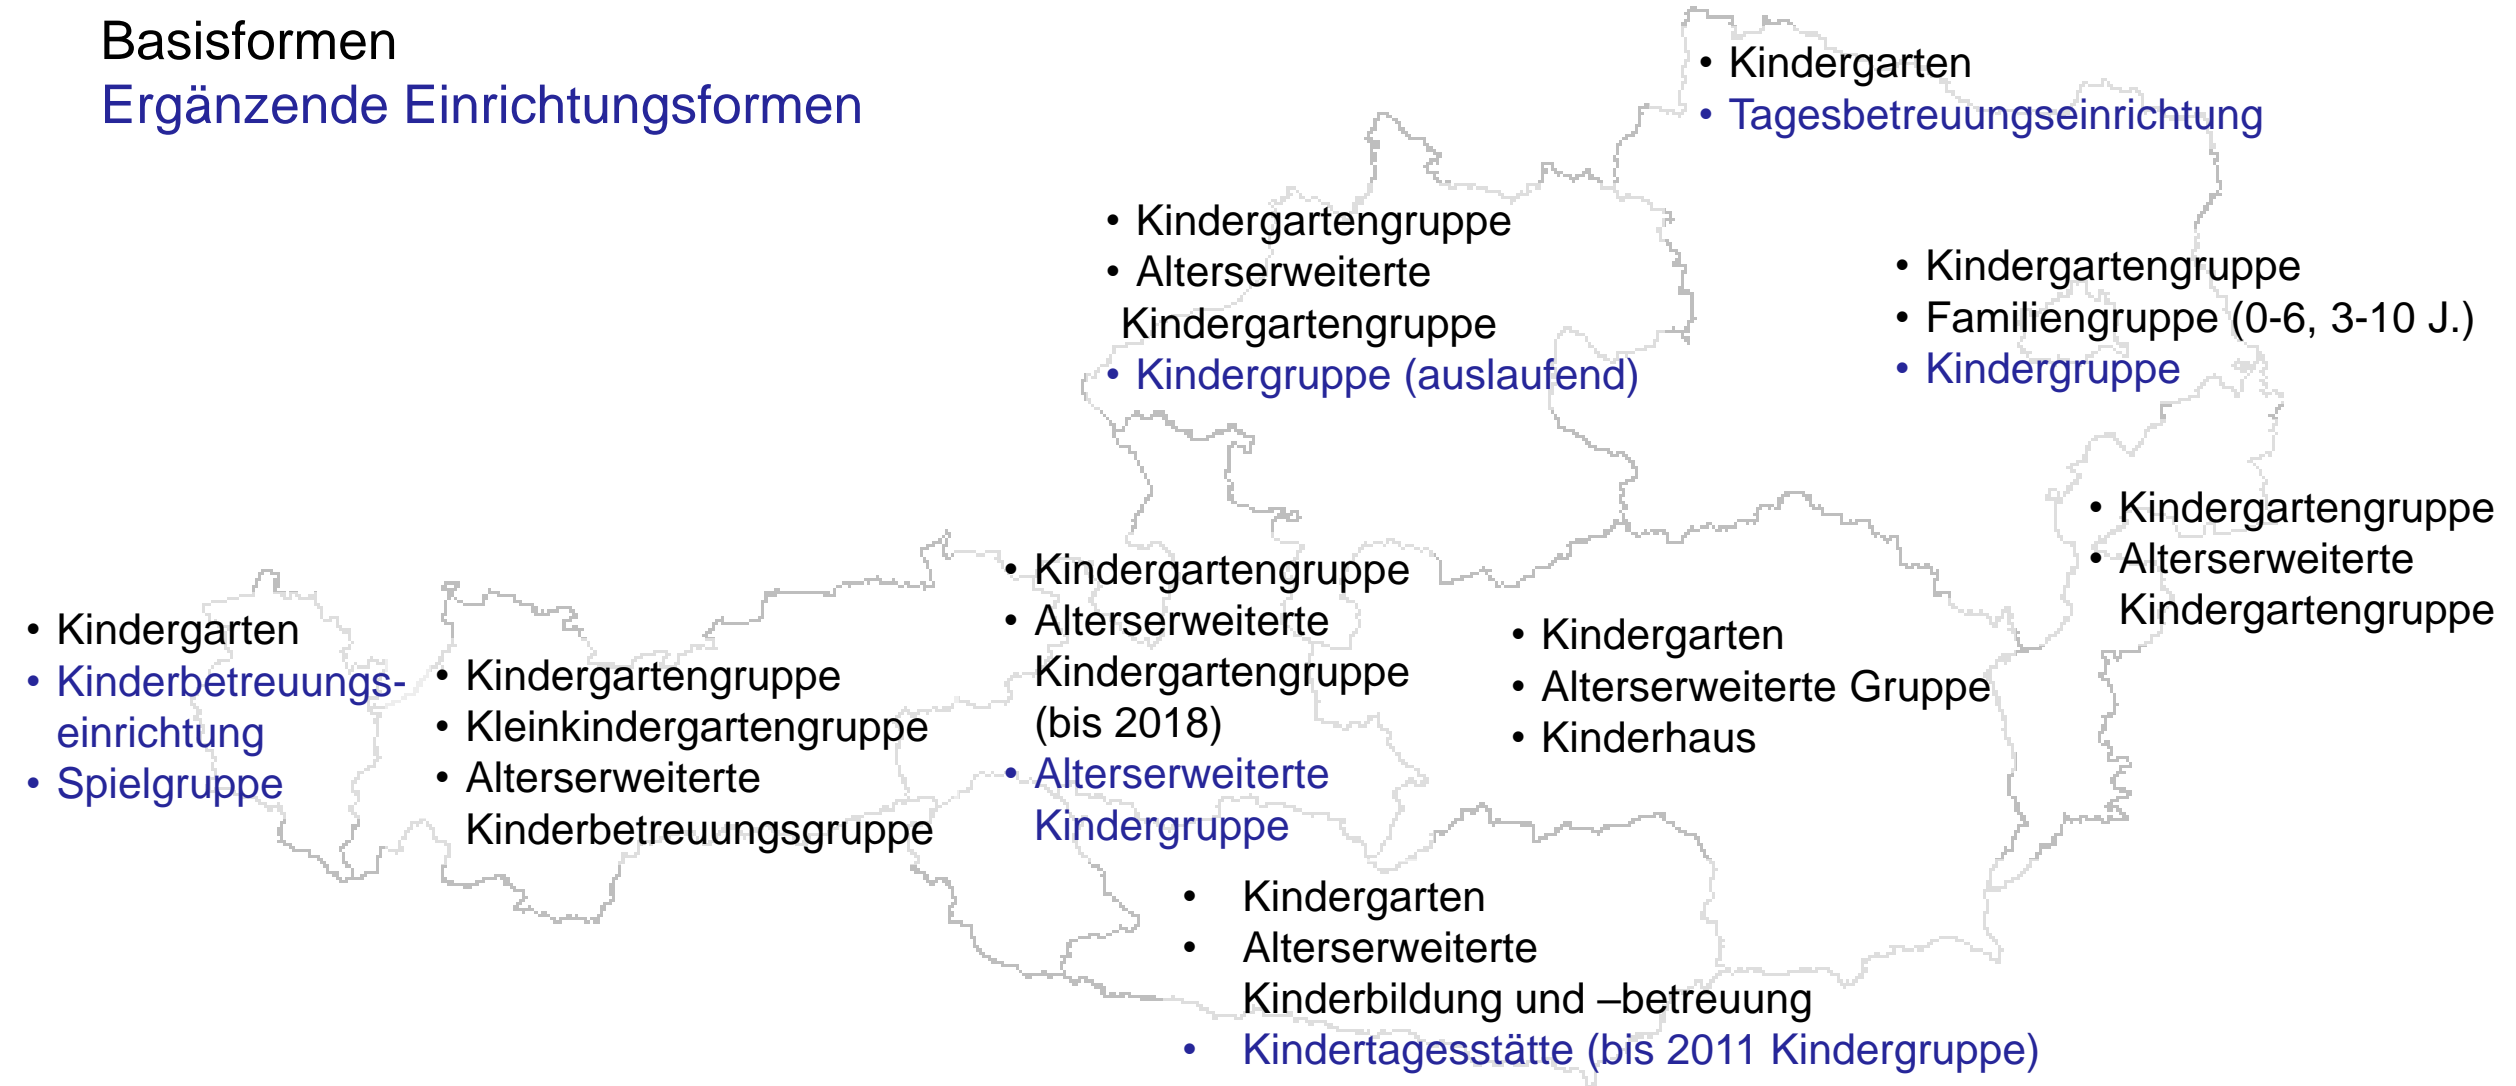 Basisformen
Ergänzende Einrichtungsformen
• Kindergarten
• Tagesbetreuungseinrichtung
• Kindergartengruppe
• Alterserweiterte
Kindergartengruppe
• Kindergruppe (auslaufend)
• Kindergartengruppe
• Familiengruppe (0-6, 3-10 J.)
• Kindergruppe
• Kindergartengruppe
• Alterserweiterte
Kindergartengruppe
• Kindergarten
• Kinderbetreuungs-
einrichtung
• Spielgruppe
• Kindergartengruppe
• Kleinkindergartengruppe
• Alterserweiterte
Kinderbetreuungsgruppe
• Kindergartengruppe
• Alterserweiterte
Kindergartengruppe
(bis 2018)
• Alterserweiterte
Kindergruppe
• Kindergarten
• Alterserweiterte Gruppe
• Kinderhaus
• Kindergarten
• Alterserweiterte
Kinderbildung und –betreuung
• Kindertagesstätte (bis 2011 Kindergruppe)